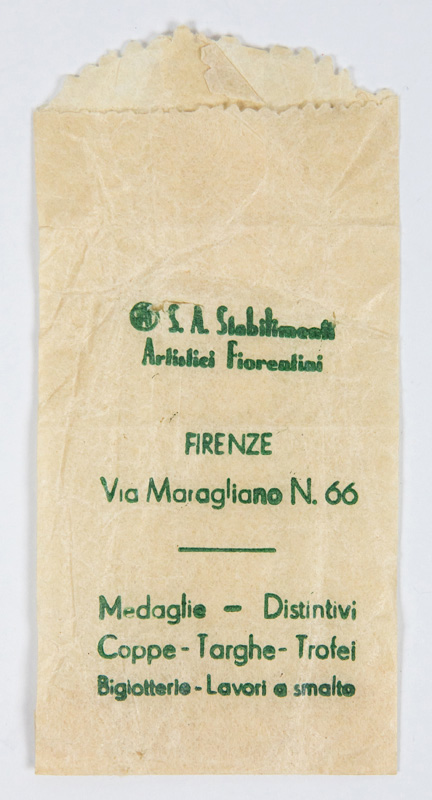 S. A. Stabilimenti
Artistici Fiorentini
FIRENZE
Via Maragliano N. 66
Medaglie - Distintivi
Coppe - Targhe - Trofei
Bigiotterie - Lavori a smalto